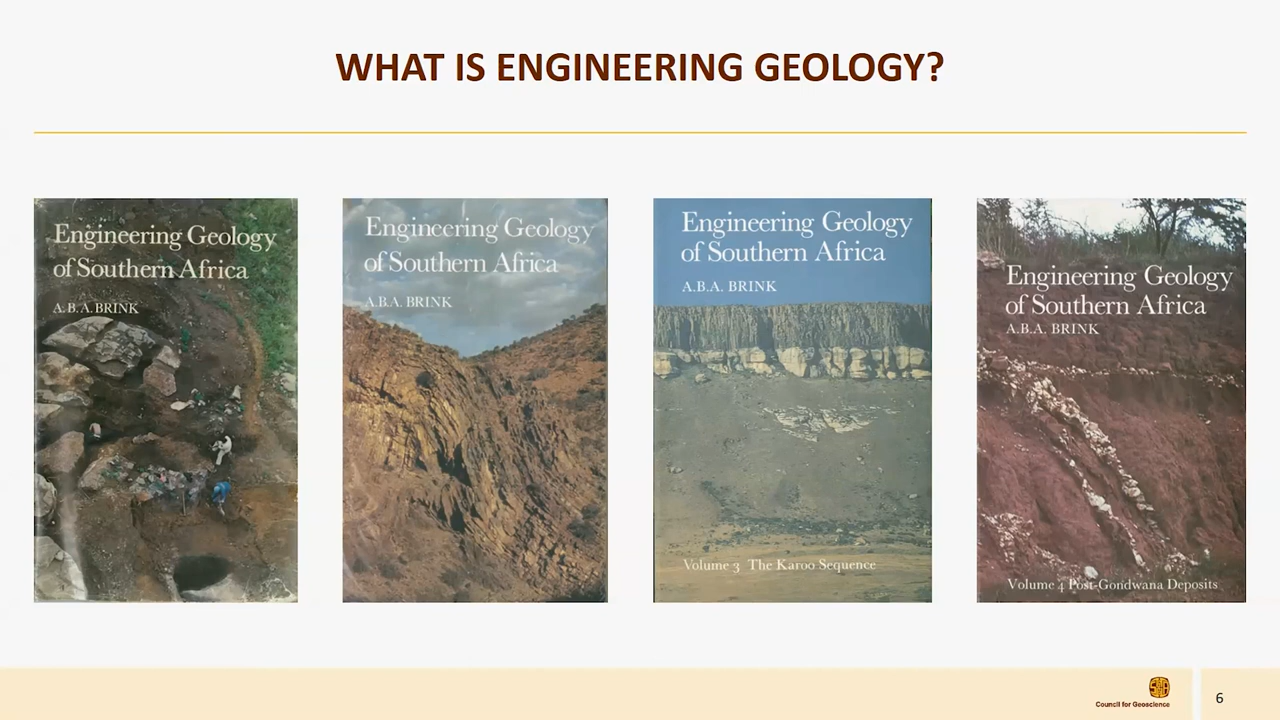 WHAT IS ENGINEERING GEOLOGY?
Engineering Geology
of Southern Africa
A.B.A. BRINK
Engineering Geology
of Southern Africa
A.B.A. BRINK
Engineering Geology
of Southern Africa
A.B.A. BRINK
Volume 3 The Karoo Sequence
Engineering Geology
of Southern Africa
A.B.A. BRINK
Volume 4 Post-Gondwana Deposits
Council for Geoscience
6